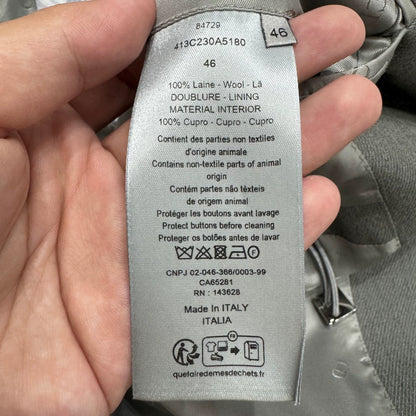 84729
413C230A5180
46
46
100% Laine - Wool - Lã
DOUBLURE - LINING
MATERIAL INTERIOR
100% Cupro - Cupro - Cupro
Contient des parties non textiles
d'origine animale
Contains non-textile parts of animal
origin
Contém partes não têxteis
de origem animal
Protéger les boutons avant lavage
Protect buttons before cleaning
Proteger os botões antes de lavar
CNPJ 02-046-366/0003-99
CA65281
RN : 143628
Made In ITALY
ITALIA
FR
quefairedemesdechets.fr